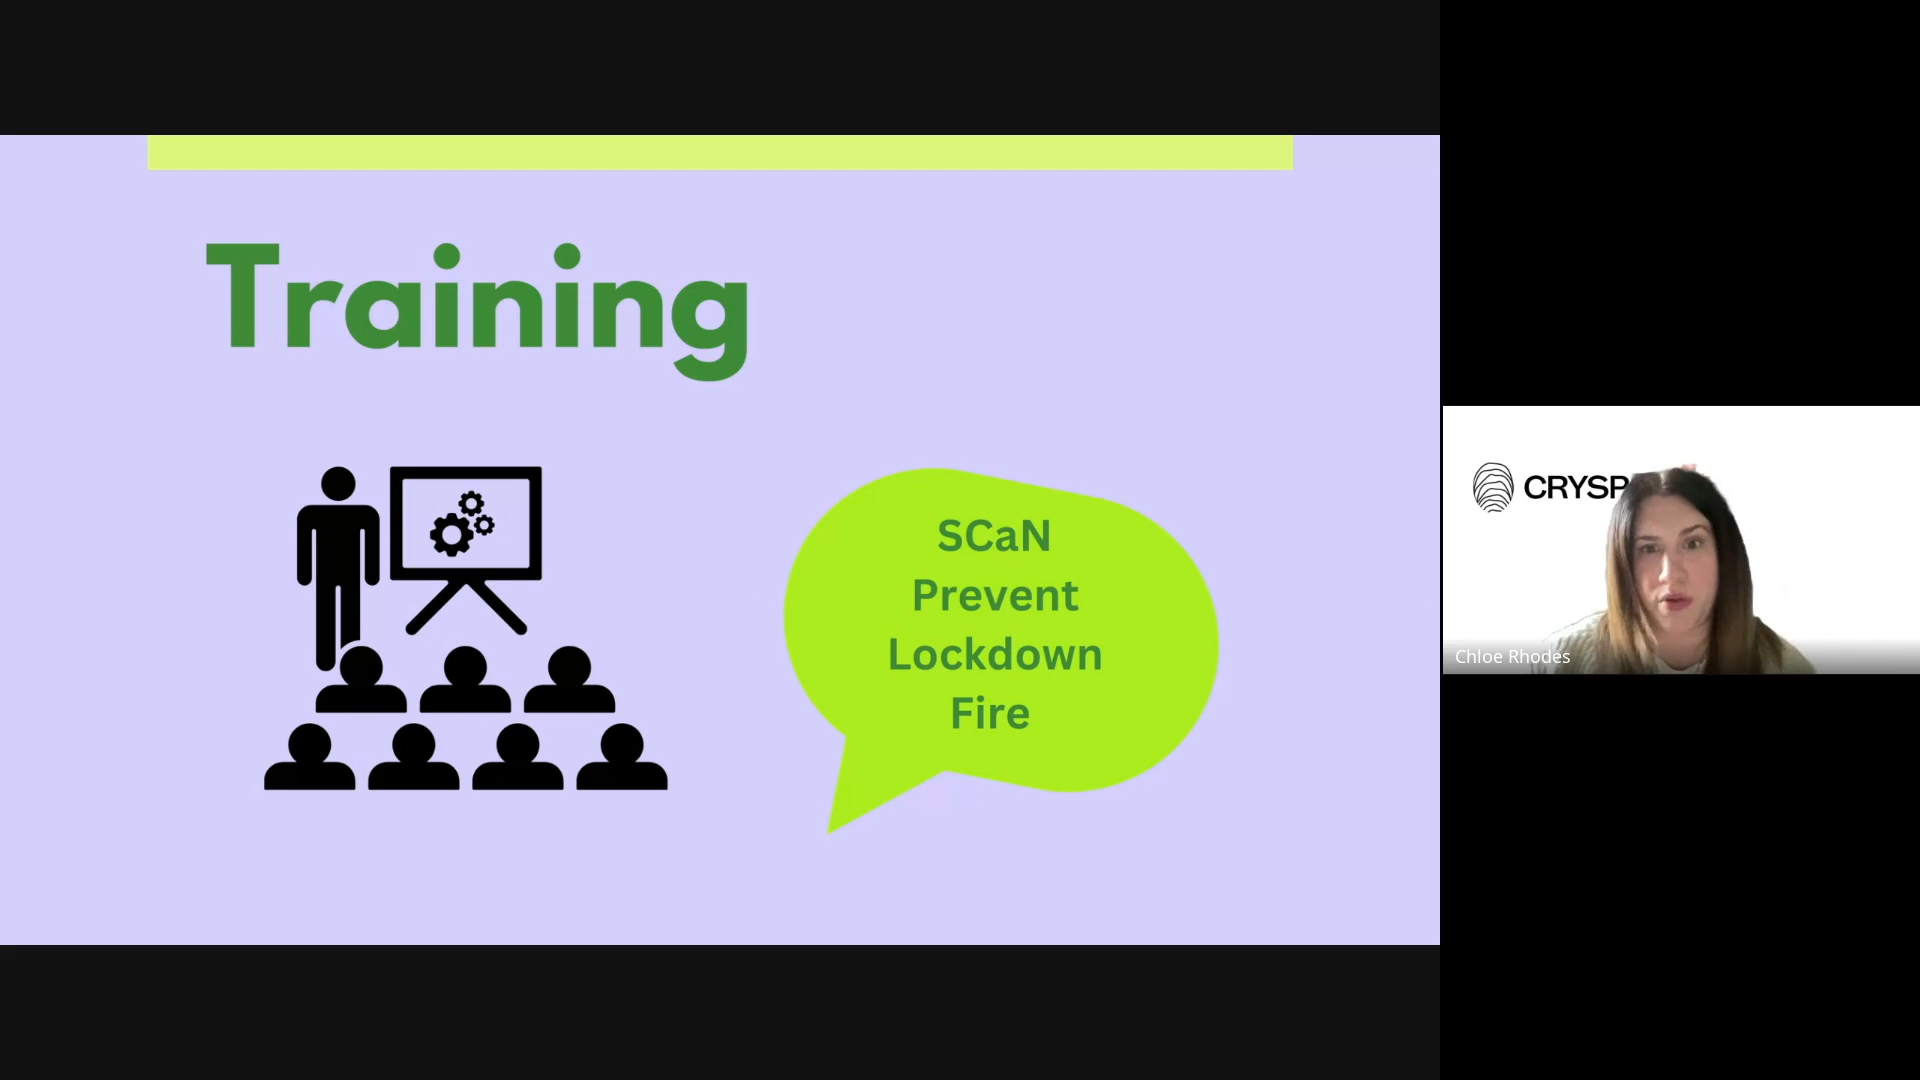 Training
SCaN
Prevent
Lockdown
Fire
CRYSP
Chloe Rhodes